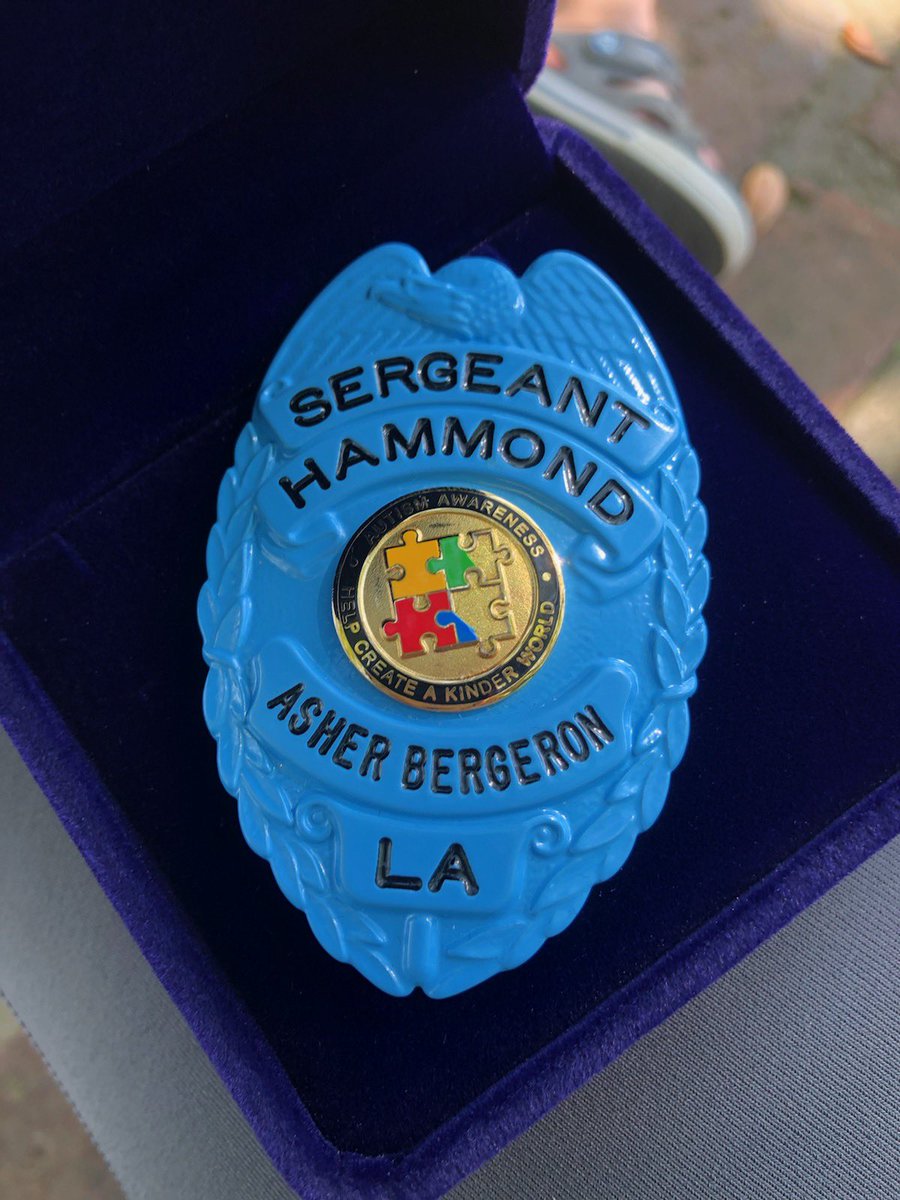 SERGEANT
HAMMOND
AUTISM AWARENESS
HELP CREATE A KINDER WORLD
ASHER BERGERON
LA